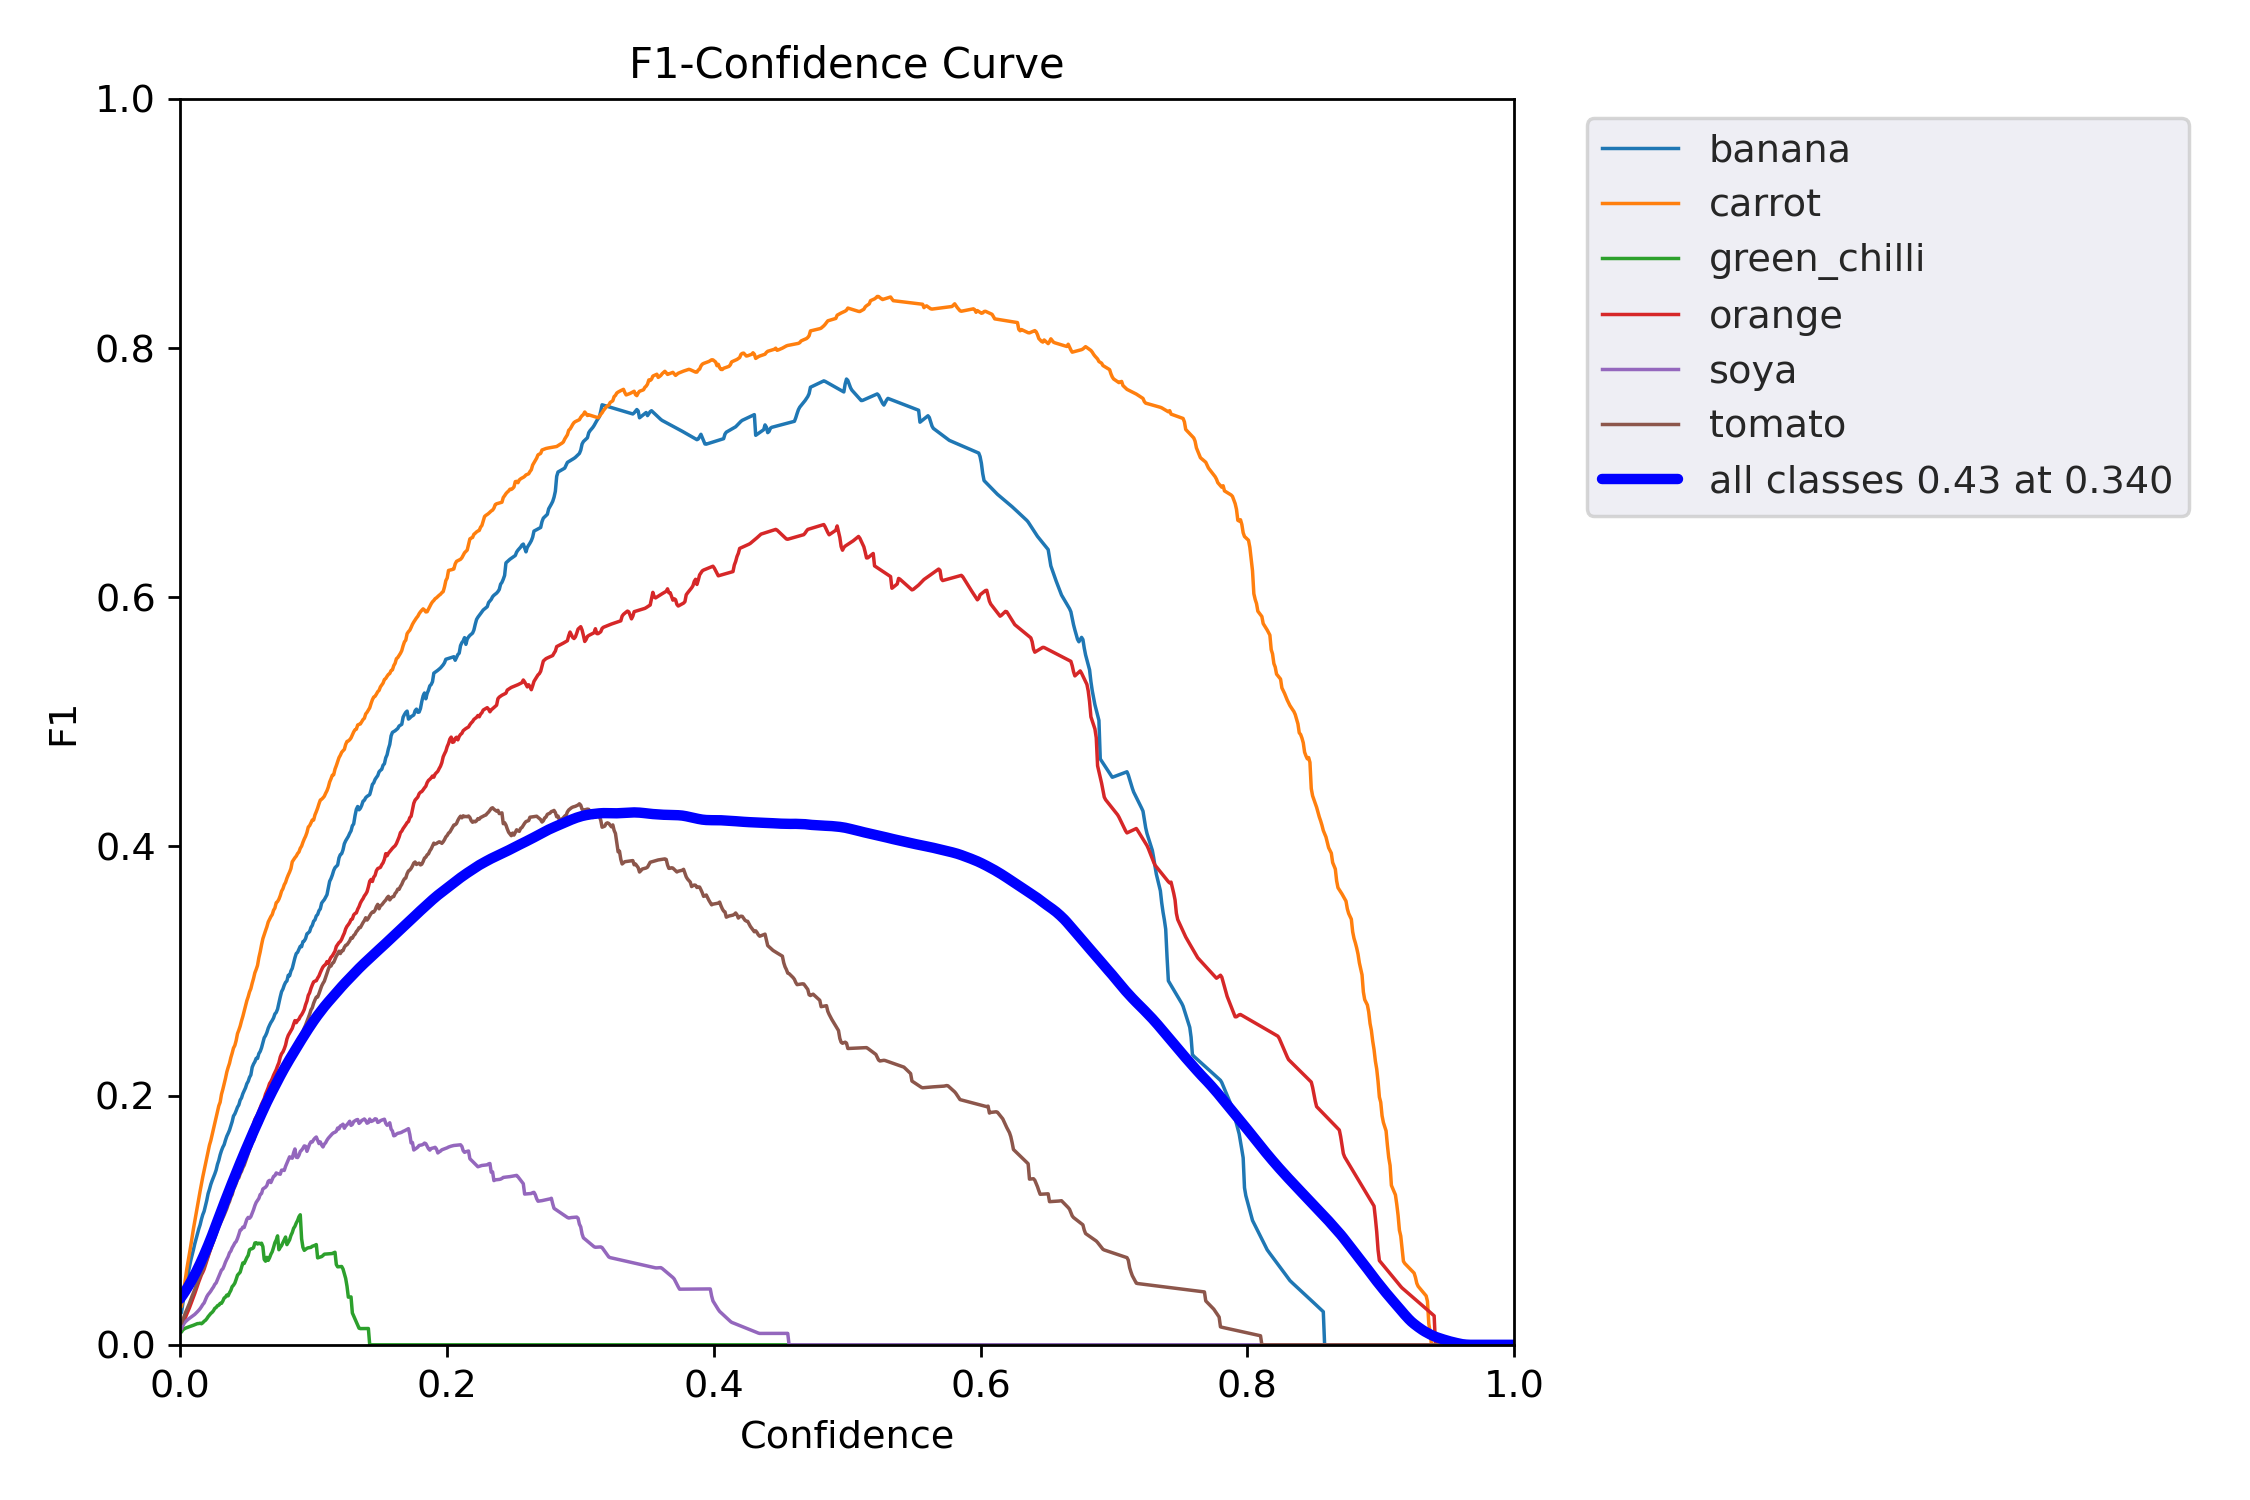 F1-Confidence Curve
1.0
0.8
0.6
0.4
0.2
0.0
F1
0.0 0.2 0.4 0.6 0.8 1.0
Confidence
banana
carrot
green_chilli
orange
soya
tomato
all classes 0.43 at 0.340